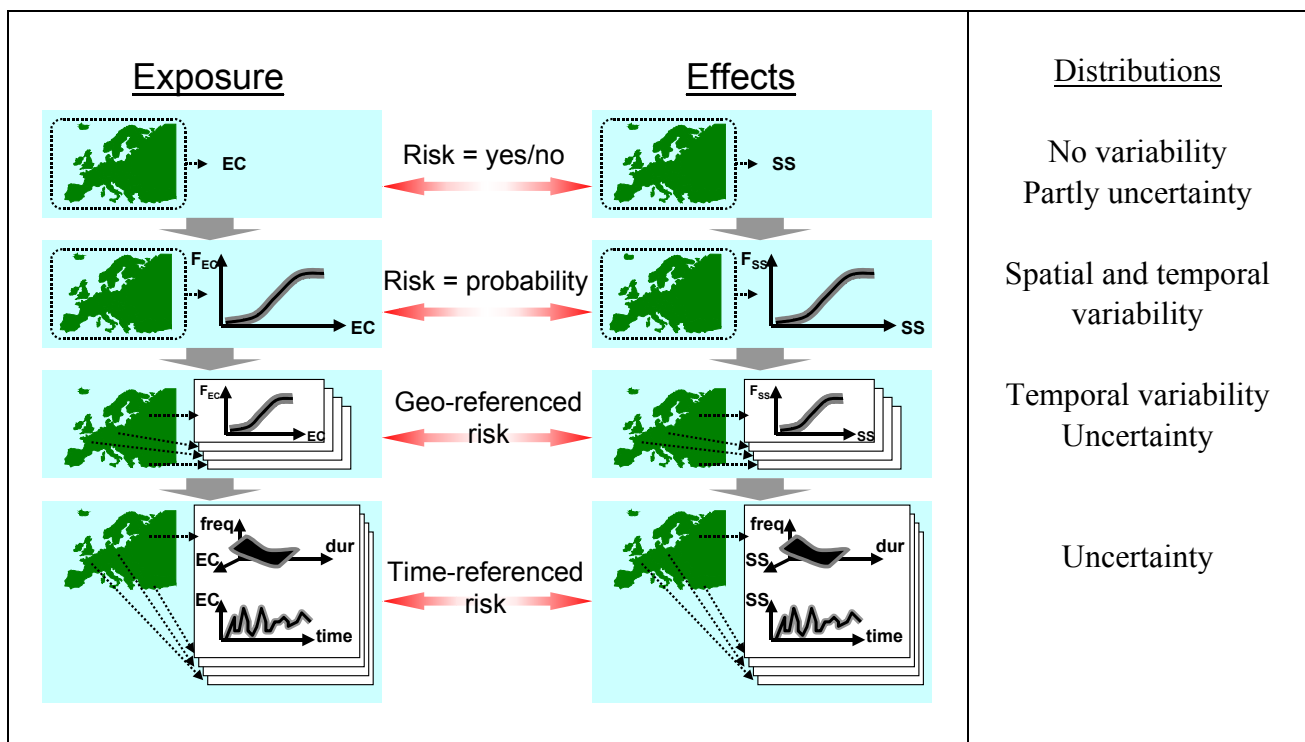 Exposure
Effects
Distributions
EC
Risk = yes/no
SS
No variability
Partly uncertainty
FEC
EC
Risk = probability
FSS
SS
Spatial and temporal
variability
FEC
EC
Geo-referenced
risk
FSS
SS
Temporal variability
Uncertainty
freq
EC
dur
EC
time
Time-referenced
risk
freq
SS
dur
SS
time
Uncertainty